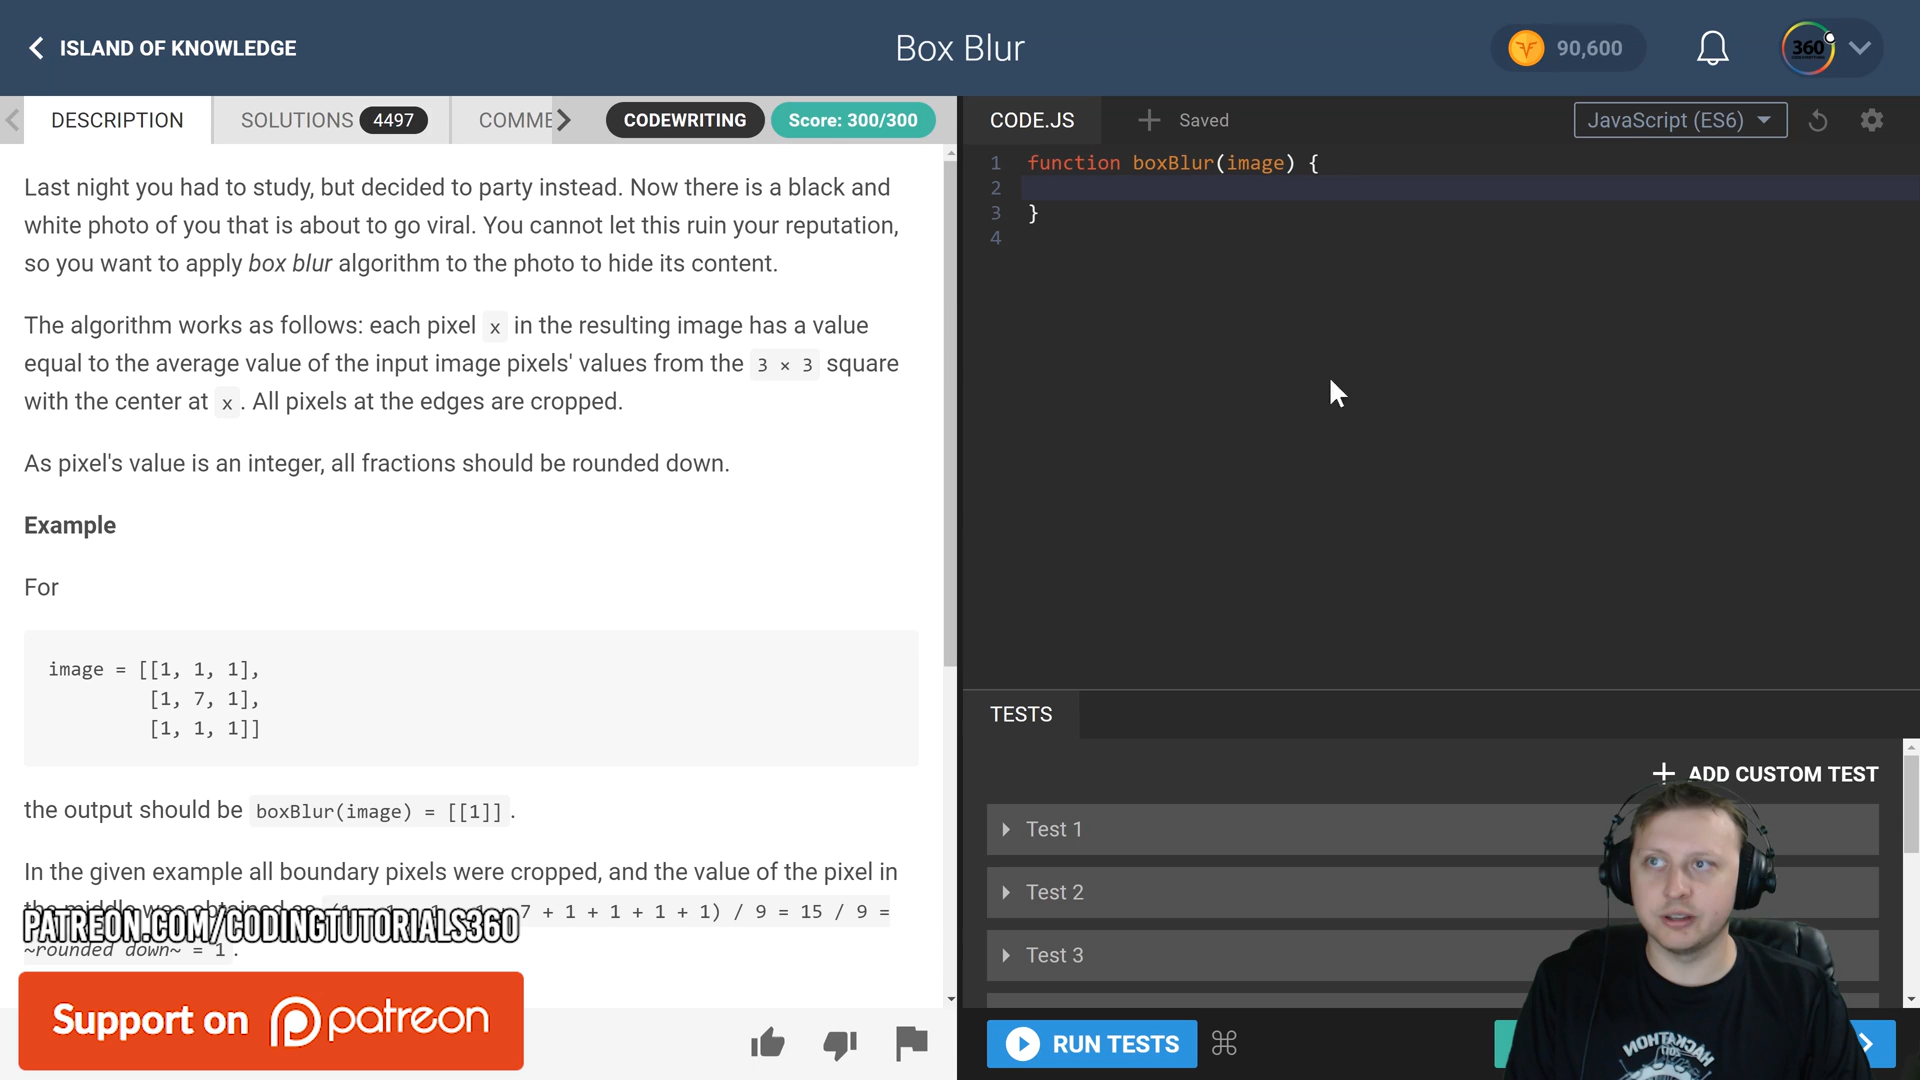 ISLAND OF KNOWLEDGE
Box Blur
90,600
360
DESCRIPTION
SOLUTIONS 4497
COMME
CODEWRITING
Score: 300/300
Last night you had to study, but decided to party instead. Now there is a black and
white photo of you that is about to go viral. You cannot let this ruin your reputation,
so you want to apply box blur algorithm to the photo to hide its content.
The algorithm works as follows: each pixel x in the resulting image has a value
equal to the average value of the input image pixels' values from the 3 × 3 square
with the center at x . All pixels at the edges are cropped.
As pixel's value is an integer, all fractions should be rounded down.
Example
For
image = [[1, 1, 1],
[1, 7, 1],
[1, 1, 1]]
the output should be boxBlur(image) = [[1]] .
In the given example all boundary pixels were cropped, and the value of the pixel in
7 + 1 + 1 + 1 + 1) / 9 = 15 / 9 =
~rounded down~ = 1 .
PATREON.COM/CODINGTUTORIALS360
Support on patreon
CODE.JS
Saved
JavaScript (ES6)
1 function boxBlur(image) {
2
3 }
4
TESTS
ADD CUSTOM TEST
Test 1
Test 2
Test 3
RUN TESTS
HACKATHON